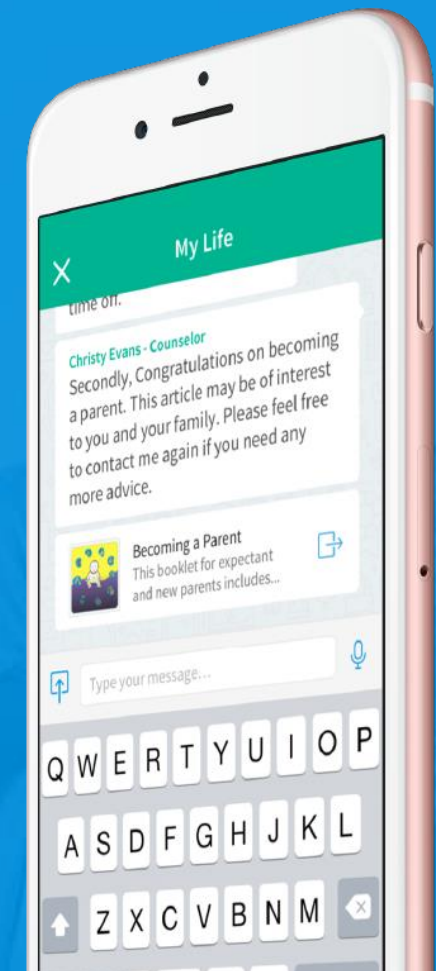 My Life
time off.
Christy Evans - Counselor
Secondly, Congratulations on becoming
a parent. This article may be of interest
to you and your family. Please feel free
to contact me again if you need any
more advice.
Becoming a Parent
This booklet for expectant
and new parents includes...
Type your message...
Q W E R T Y U I O P
A S D F G H J K L
Z X C V B N M